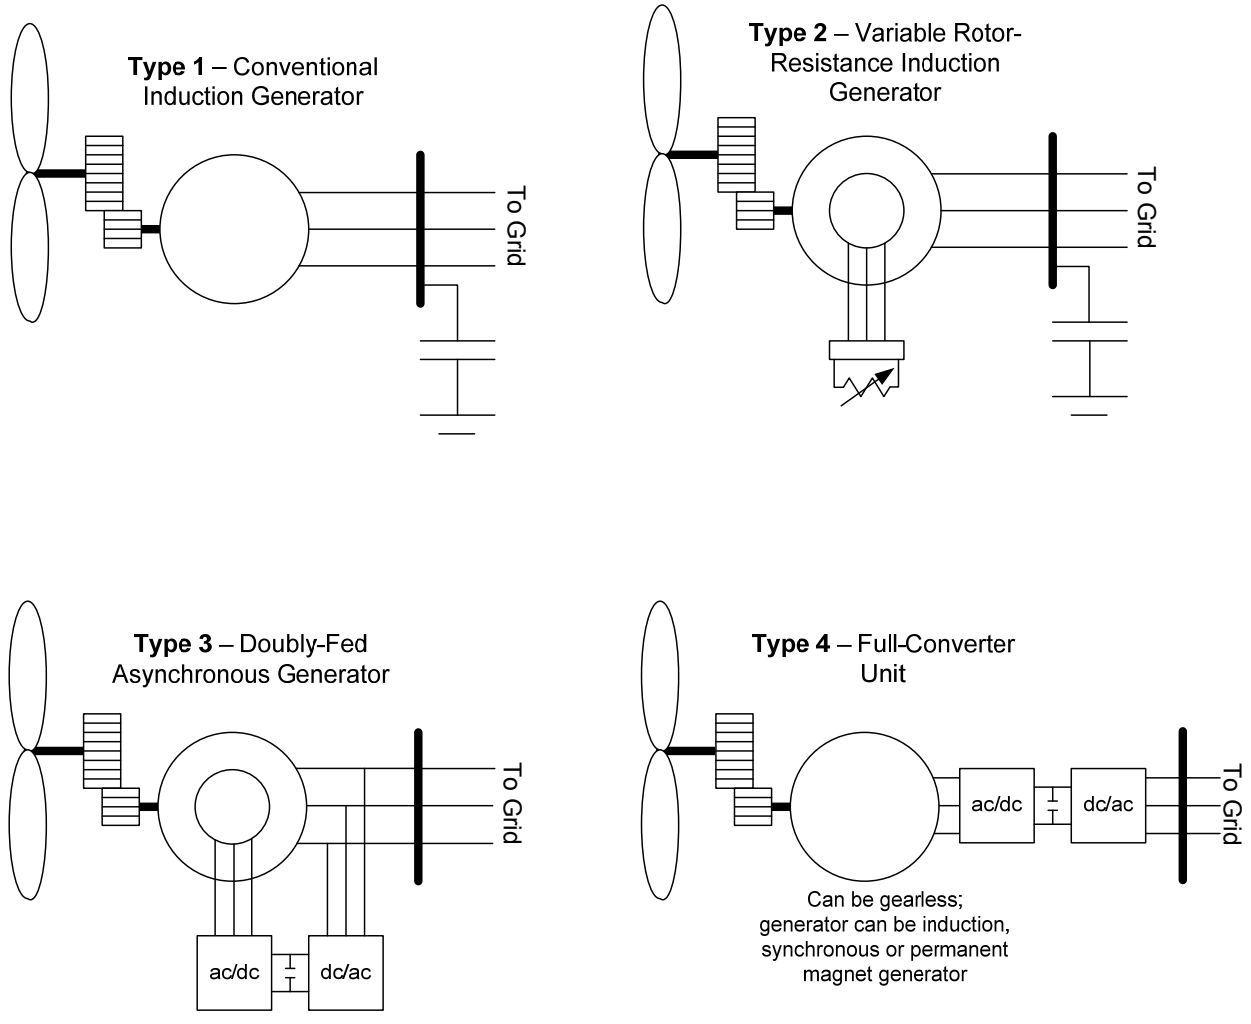 Type 1 – Conventional
Induction Generator
To Grid
Type 2 – Variable Rotor-
Resistance Induction
Generator
To Grid
Type 3 – Doubly-Fed
Asynchronous Generator
To Grid
ac/dc
dc/ac
Type 4 – Full-Converter
Unit
ac/dc
dc/ac
To Grid
Can be gearless;
generator can be induction,
synchronous or permanent
magnet generator